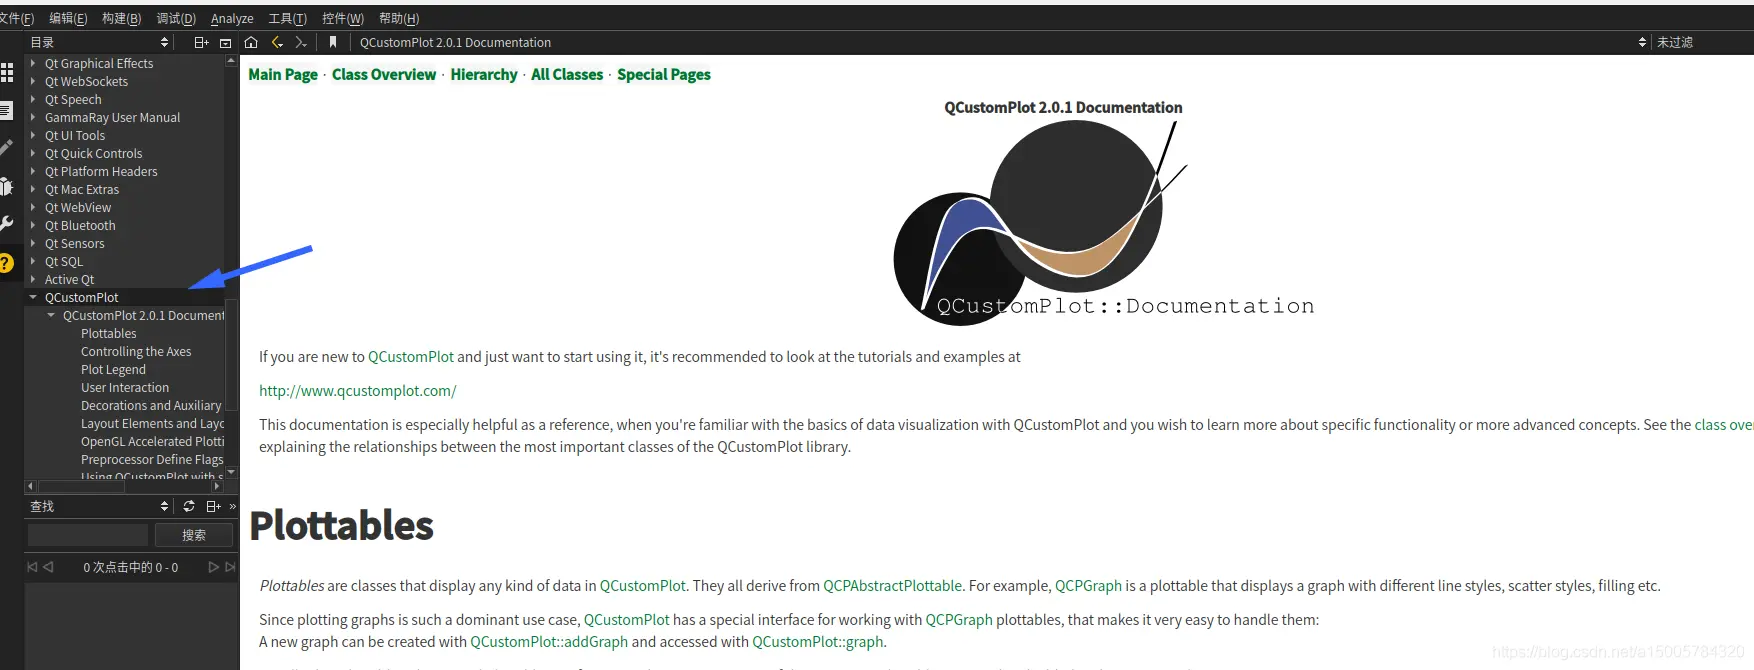 文件(F) 编辑(E) 构建(B) 调试(D) Analyze 工具(T) 控件(W) 帮助(H)
目录 QCustomPlot 2.0.1 Documentation 未过滤
Qt Graphical Effects
Qt WebSockets
Qt Speech
GammaRay User Manual
Qt UI Tools
Qt Quick Controls
Qt Platform Headers
Qt Mac Extras
Qt WebView
Qt Bluetooth
Qt Sensors
Qt SQL
Active Qt
QCustomPlot
QCustomPlot 2.0.1 Document
Plottables
Controlling the Axes
Plot Legend
User Interaction
Decorations and Auxiliary
Layout Elements and Layo
OpenGL Accelerated Plotti
Preprocessor Define Flags
Using QCustomPlot with s
查找
搜索
0 次点击中的 0 - 0
Main Page · Class Overview · Hierarchy · All Classes · Special Pages
QCustomPlot 2.0.1 Documentation
QCustomPlot::Documentation
If you are new to QCustomPlot and just want to start using it, it's recommended to look at the tutorials and examples at
http://www.qcustomplot.com/
This documentation is especially helpful as a reference, when you're familiar with the basics of data visualization with QCustomPlot and you wish to learn more about specific functionality or more advanced concepts. See the class over
explaining the relationships between the most important classes of the QCustomPlot library.
Plottables
Plottables are classes that display any kind of data in QCustomPlot. They all derive from QCPAbstractPlottable. For example, QCPGraph is a plottable that displays a graph with different line styles, scatter styles, filling etc.
Since plotting graphs is such a dominant use case, QCustomPlot has a special interface for working with QCPGraph plottables, that makes it very easy to handle them:
A new graph can be created with QCustomPlot::addGraph and accessed with QCustomPlot::graph.
https://blog.csdn.net/a15005784320